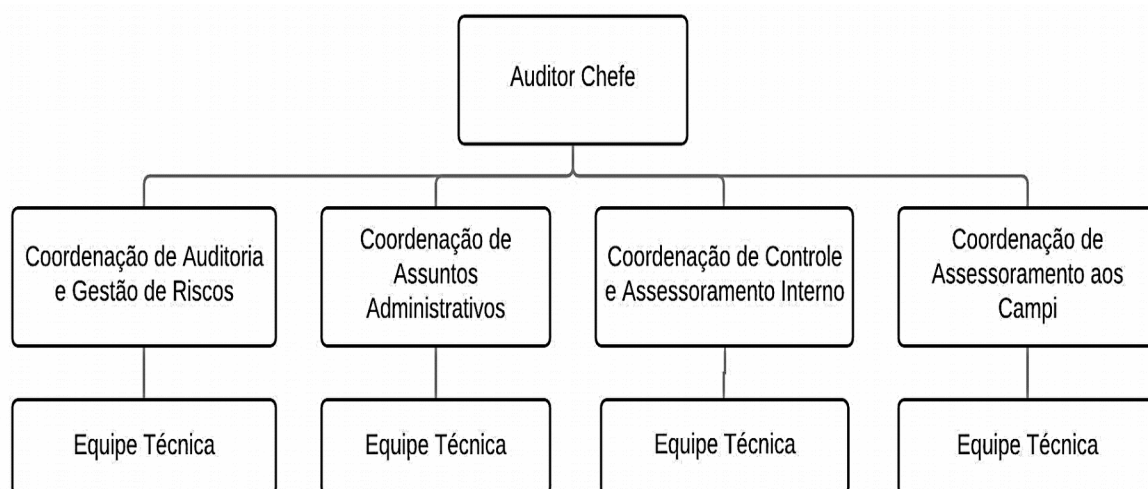 Auditor Chefe
Coordenação de Auditoria
e Gestão de Riscos
Coordenação de
Assuntos
Administrativos
Coordenação de Controle
e Assessoramento Interno
Coordenação de
Assessoramento aos
Campi
Equipe Técnica
Equipe Técnica
Equipe Técnica
Equipe Técnica